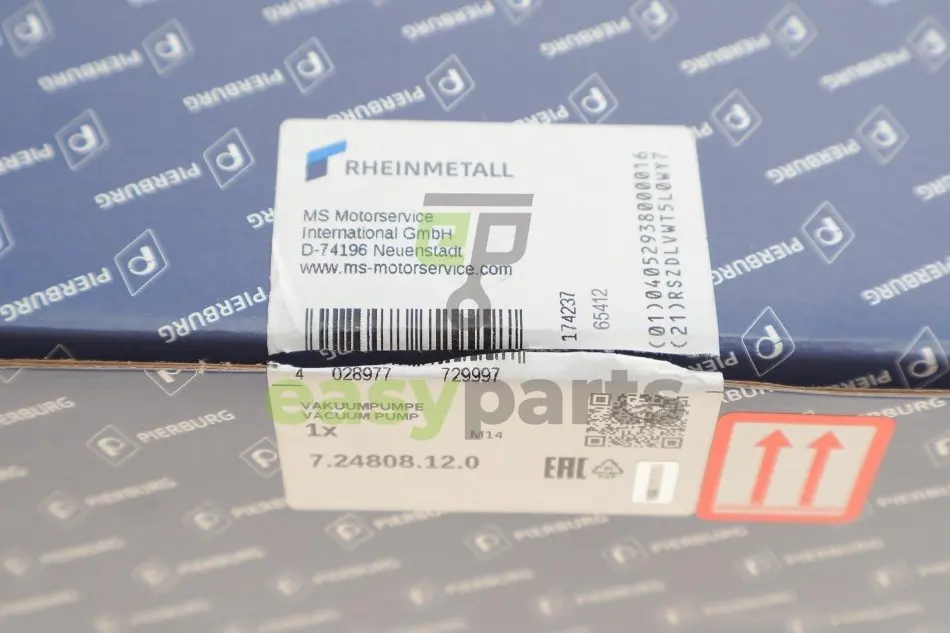 RHEINMETALL
MS Motorservice
International GmbH
D-74196 Neuenstadt
www.ms-motorservice.com
174237
65412
(01)04052938000016
(21)RSZDLVWT5L0WY7
4 028977 729997
easyparts
VAKUUMPUMPE
VACUUM PUMP
1x
M14
7.24808.12.0
EAC
PIERBURG